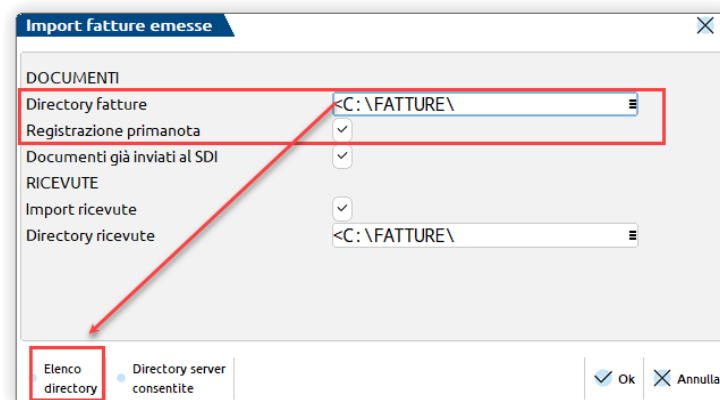 Import fatture emesse
DOCUMENTI
Directory fatture <C:\FATTURE\
Registrazione primanota
Documenti già inviati al SDI
RICEVUTE
Import ricevute
Directory ricevute <C:\FATTURE\
Elenco directory
Directory server consentite
Ok
Annulla